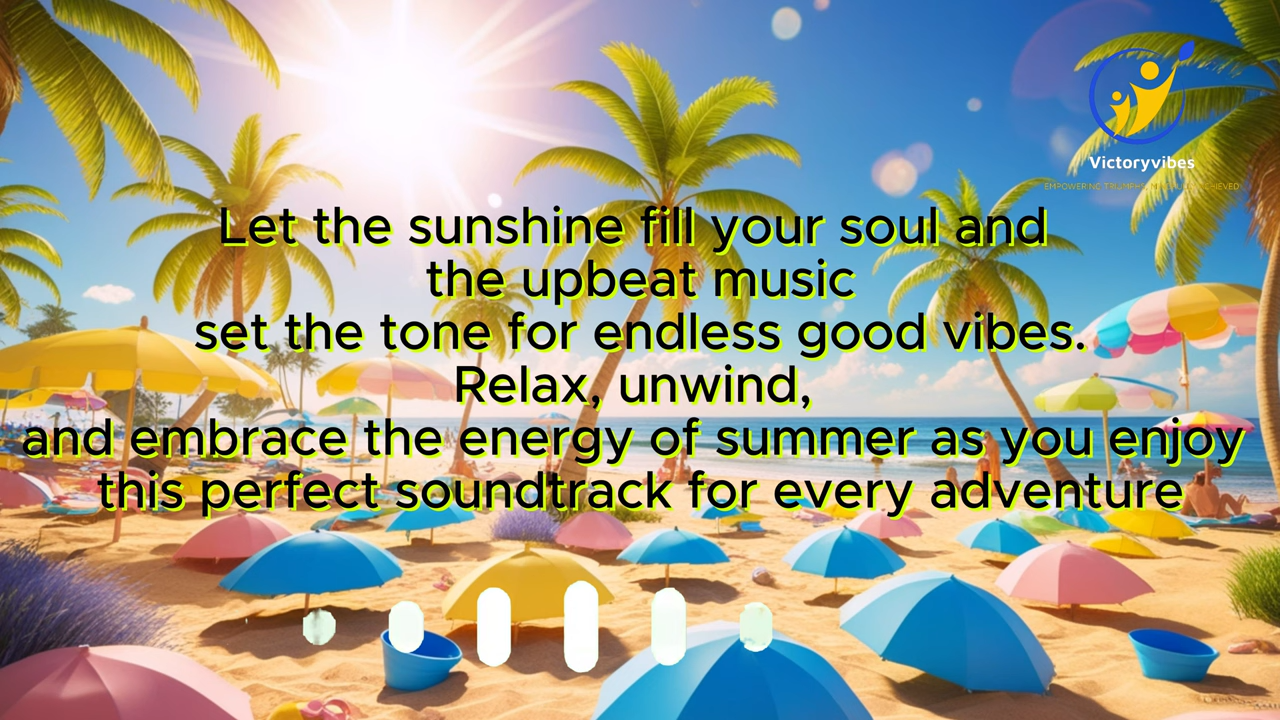 Victoryvibes
Let the sunshine fill your soul and
the upbeat music
set the tone for endless good vibes.
Relax, unwind,
and embrace the energy of summer as you enjoy
this perfect soundtrack for every adventure